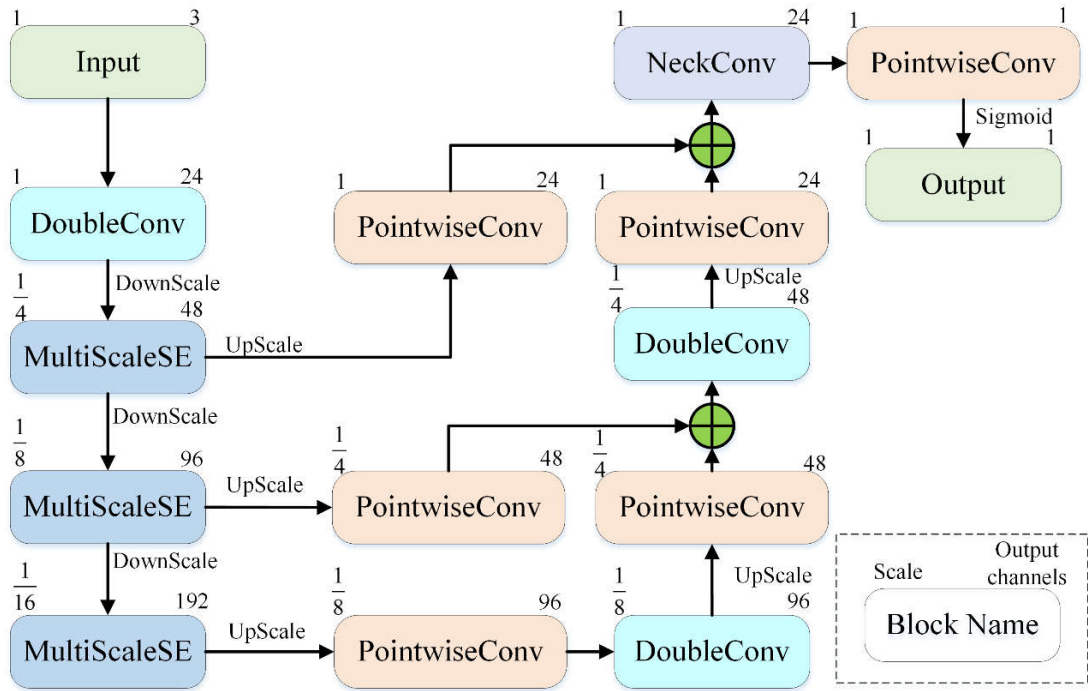 1 3
Input
1 24
DoubleConv
DownScale
1/4 48
MultiScaleSE
UpScale
DownScale
1/8 96
MultiScaleSE
UpScale
DownScale
1/16 192
MultiScaleSE
UpScale
1 24
PointwiseConv
1/4 48
PointwiseConv
1/8 96
PointwiseConv
1 24
NeckConv
1 24
PointwiseConv
UpScale
1/4 48
DoubleConv
1/4 48
PointwiseConv
UpScale
1/8 96
DoubleConv
1 1
PointwiseConv
Sigmoid
1 1
Output
Scale
Output
channels
Block Name